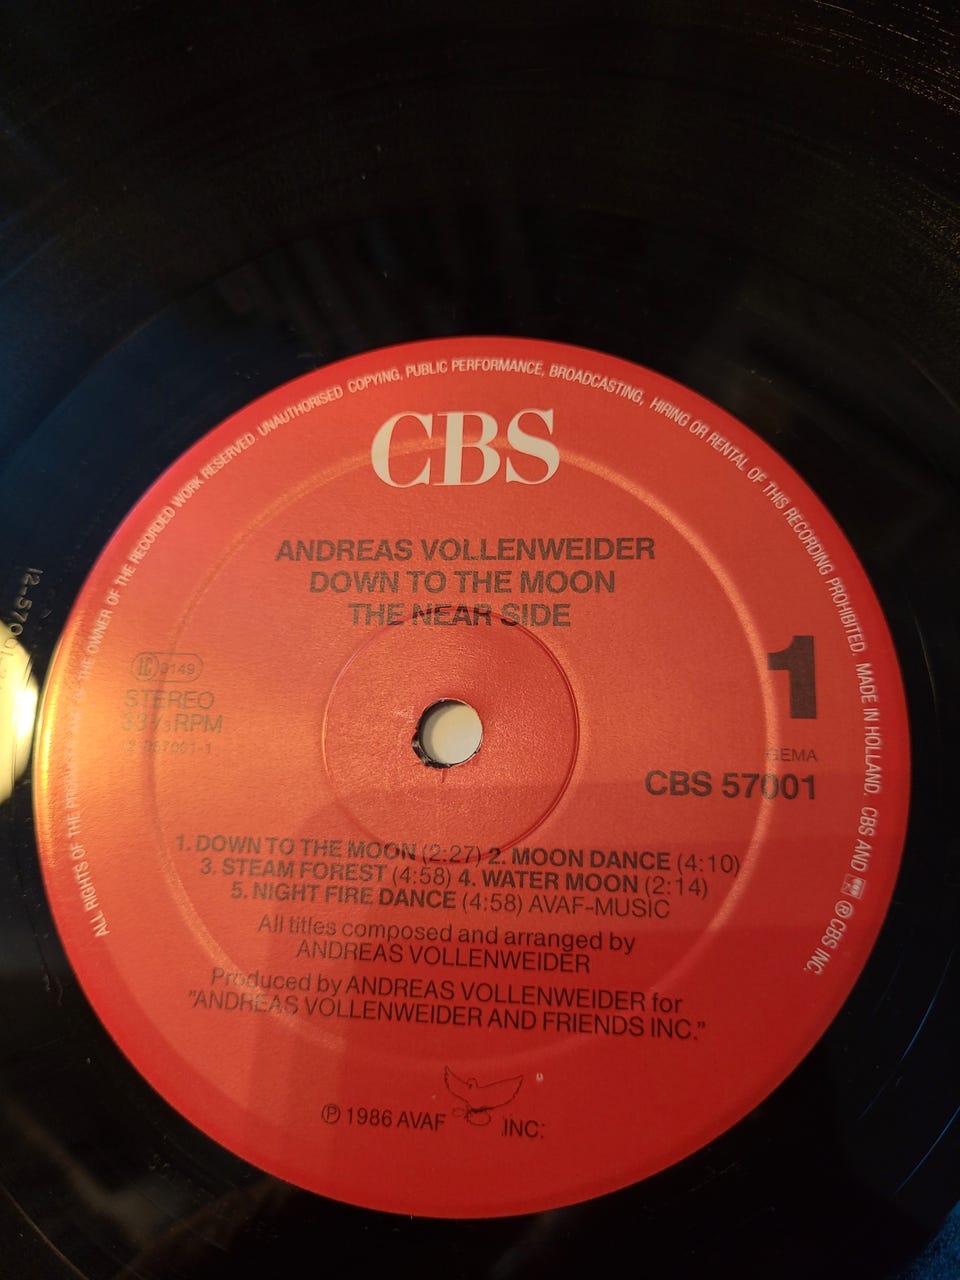 ALL RIGHTS OF THE OWNER OF THE RECORDED WORK RESERVED. UNAUTHORISED COPYING, PUBLIC PERFORMANCE, BROADCASTING, HIRING OR RENTAL OF THIS RECORDING PROHIBITED. MADE IN HOLLAND. CBS AND ℗ CBS INC.
CBS
ANDREAS VOLLENWEIDER
DOWN TO THE MOON
THE NEAR SIDE
1
LC 0149
STEREO
33⅓ RPM
GEMA
CBS 57001
1. DOWN TO THE MOON (2:27) 2. MOON DANCE (4:10)
3. STEAM FOREST (4:58) 4. WATER MOON (2:14)
5. NIGHT FIRE DANCE (4:58) AVAF-MUSIC
All titles composed and arranged by
ANDREAS VOLLENWEIDER
Produced by ANDREAS VOLLENWEIDER for
"ANDREAS VOLLENWEIDER AND FRIENDS INC."
℗ 1986 AVAF INC.